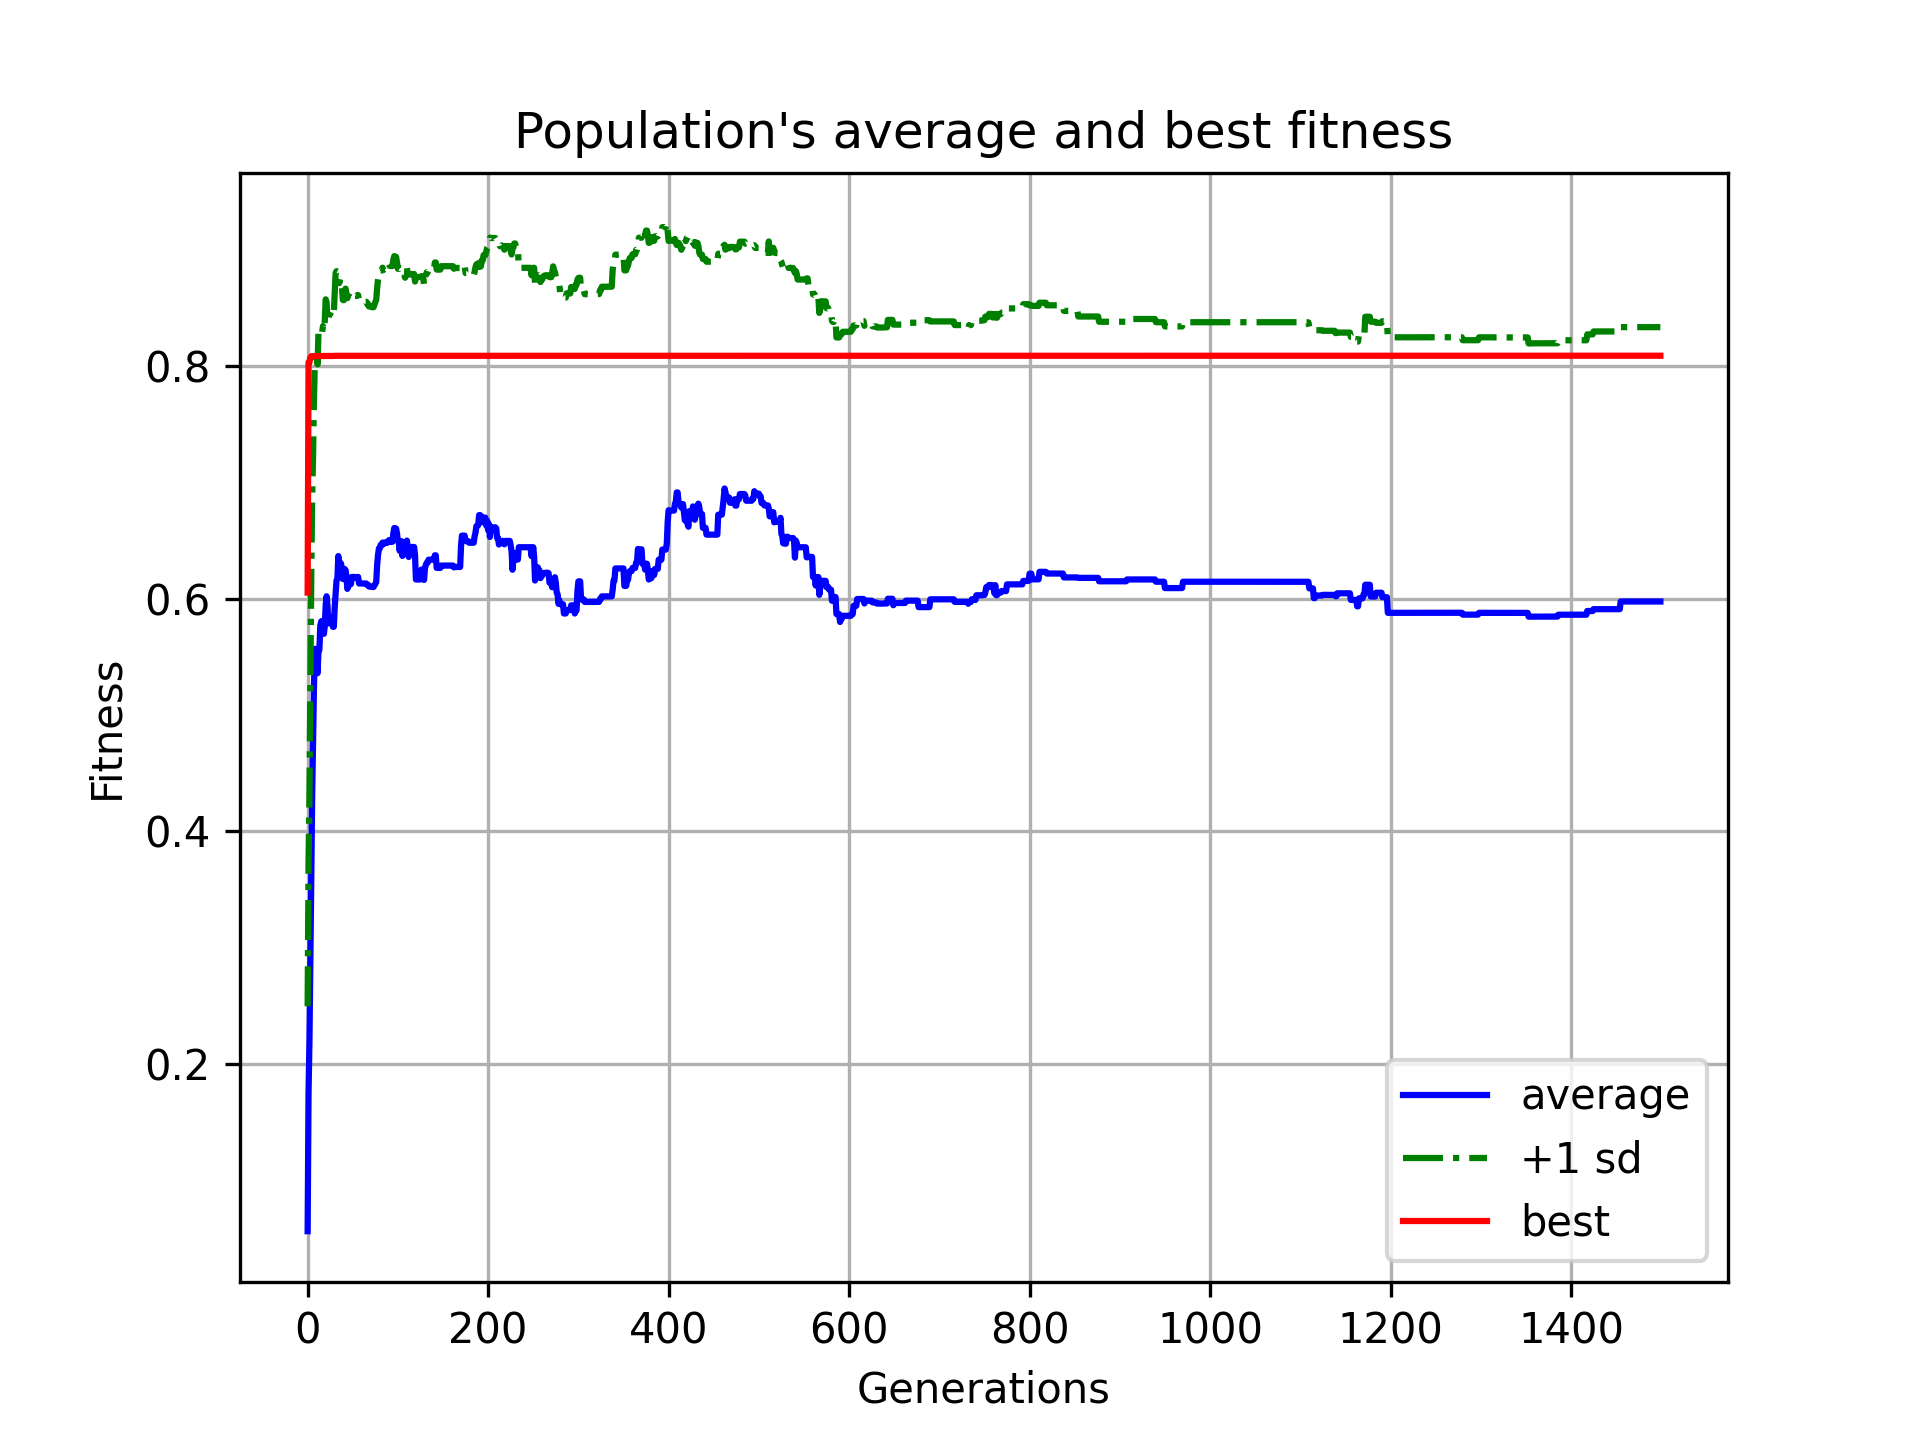 Population's average and best fitness
Fitness
0.8
0.6
0.4
0.2
0 200 400 600 800 1000 1200 1400
Generations
average
+1 sd
best